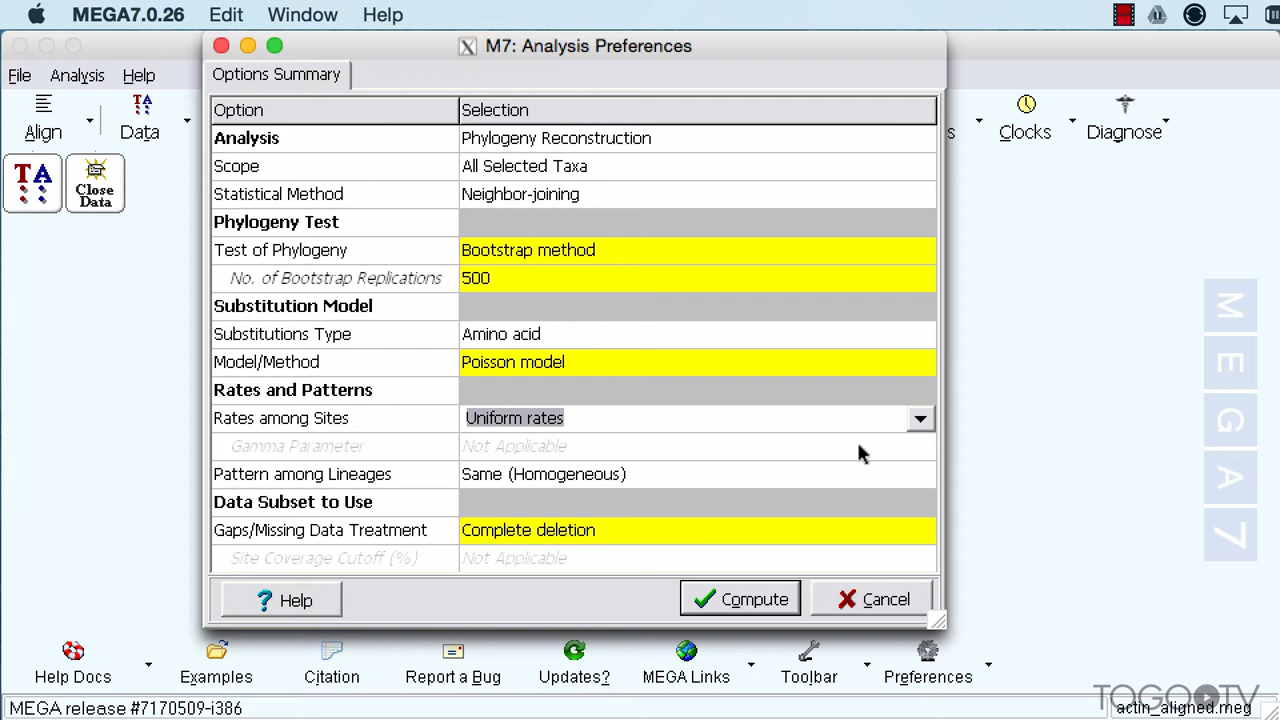 MEGA7.0.26 Edit Window Help
M7: Analysis Preferences
File Analysis Help
Options Summary
Align Data s Clocks Diagnose
TA Close Data
Option Selection
Analysis Phylogeny Reconstruction
Scope All Selected Taxa
Statistical Method Neighbor-joining
Phylogeny Test
Test of Phylogeny Bootstrap method
No. of Bootstrap Replications 500
Substitution Model
Substitutions Type Amino acid
Model/Method Poisson model
Rates and Patterns
Rates among Sites Uniform rates
Gamma Parameter Not Applicable
Pattern among Lineages Same (Homogeneous)
Data Subset to Use
Gaps/Missing Data Treatment Complete deletion
Site Coverage Cutoff (%) Not Applicable
? Help Compute Cancel
M
E
G
A
7
Help Docs Examples Citation Report a Bug Updates? MEGA Links Toolbar Preferences
TOGO TV
MEGA release #7170509-i386 actin_aligned.meg